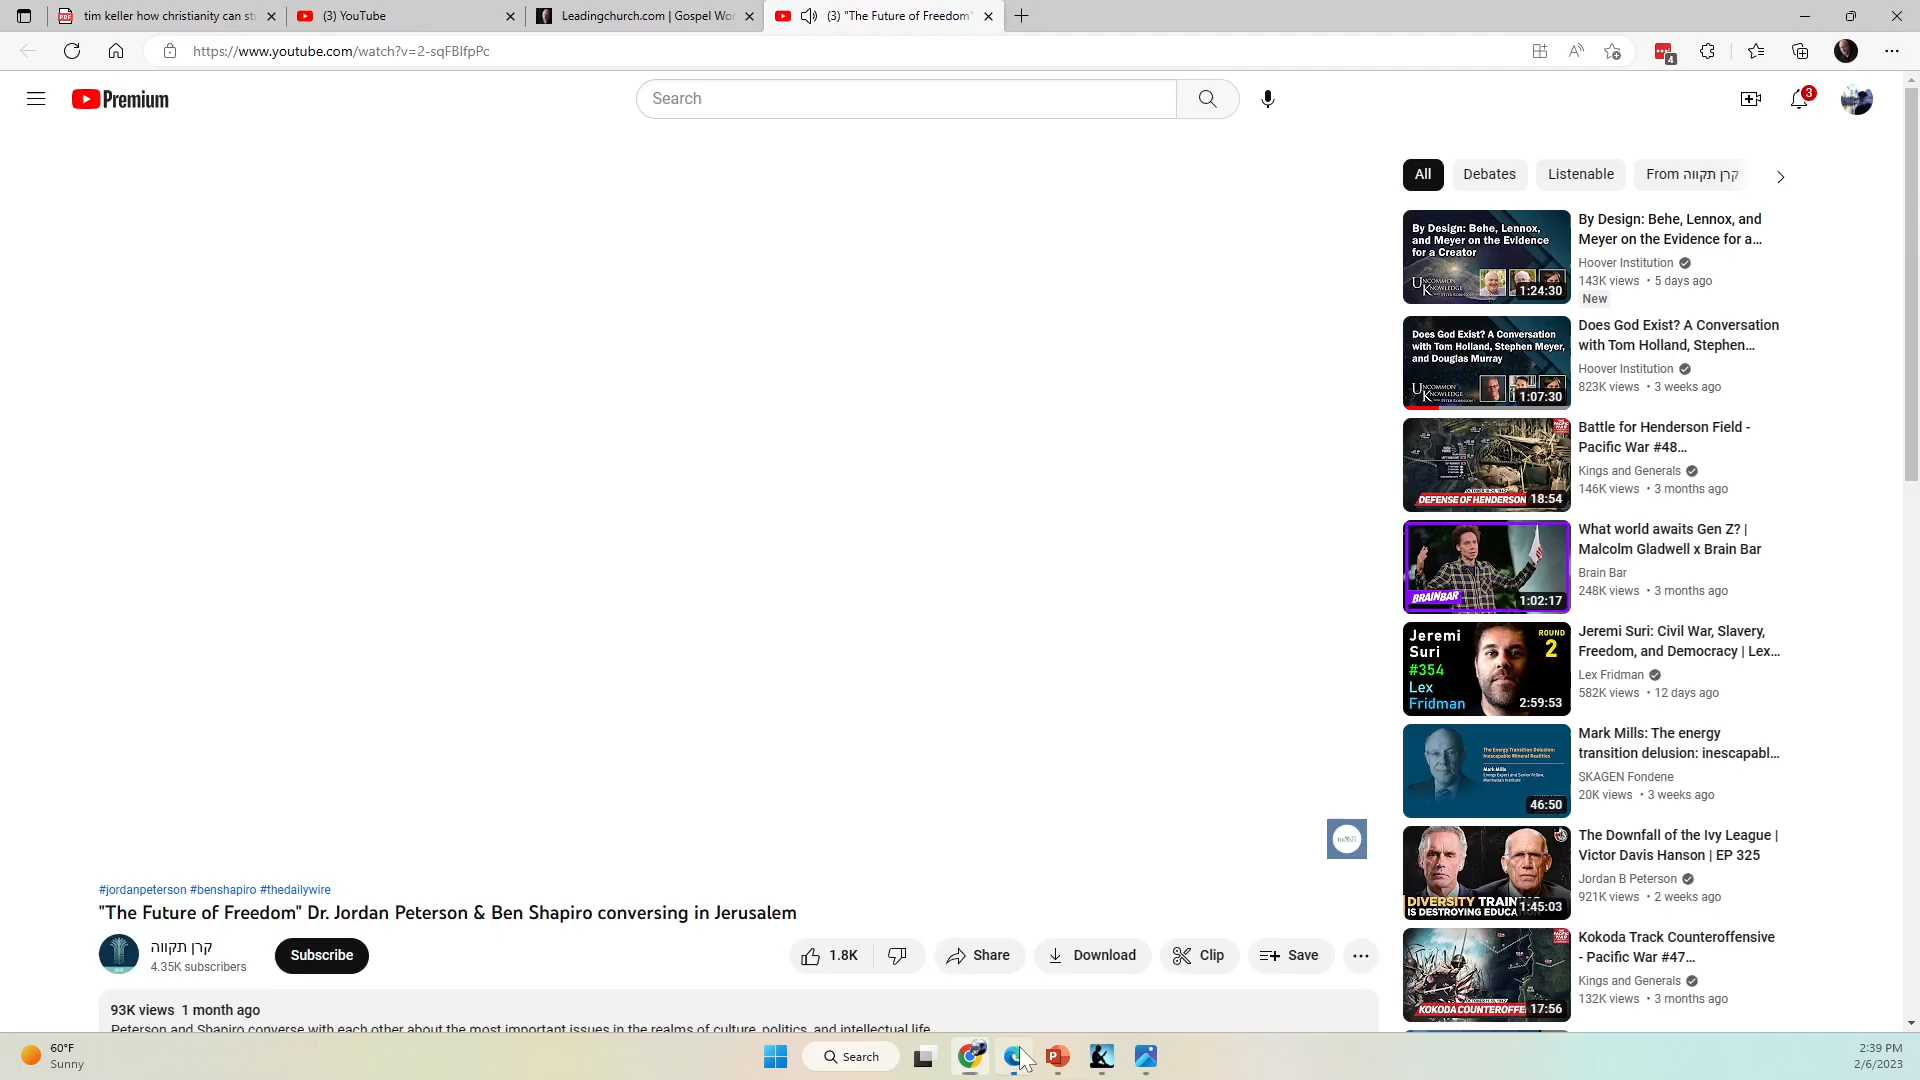 tim keller how christianity can sti
(3) YouTube
Leadingchurch.com | Gospel Wor
(3) "The Future of Freedom"
https://www.youtube.com/watch?v=2-sqFBIfpPc
4
Premium
Search
3
All
Debates
Listenable
From קרן תקווה
By Design: Behe, Lennox, and Meyer on the Evidence for a Creator
UNCOMMON KNOWLEDGE
1:24:30
By Design: Behe, Lennox, and
Meyer on the Evidence for a...
Hoover Institution
143K views • 5 days ago
New
Does God Exist? A Conversation
with Tom Holland, Stephen Meyer,
and Douglas Murray
UNCOMMON KNOWLEDGE
1:07:30
Does God Exist? A Conversation
with Tom Holland, Stephen...
Hoover Institution
823K views • 3 weeks ago
DEFENSE OF HENDERSON
18:54
Battle for Henderson Field -
Pacific War #48...
Kings and Generals
146K views • 3 months ago
BRAINBAR
1:02:17
What world awaits Gen Z? |
Malcolm Gladwell x Brain Bar
Brain Bar
248K views • 3 months ago
Jeremi
Suri
#354
Lex
Fridman
ROUND
2
2:59:53
Jeremi Suri: Civil War, Slavery,
Freedom, and Democracy | Lex...
Lex Fridman
582K views • 12 days ago
The Energy Transition Delusion:
Inescapable Mineral Realities
Mark Mills
46:50
Mark Mills: The energy
transition delusion: inescapabl...
SKAGEN Fondene
20K views • 3 weeks ago
DIVERSITY TRAINING
IS DESTROYING EDUCA
1:45:03
The Downfall of the Ivy League |
Victor Davis Hanson | EP 325
Jordan B Peterson
921K views • 2 weeks ago
KOKODA COUNTEROFFE
17:56
Kokoda Track Counteroffensive
- Pacific War #47...
Kings and Generals
132K views • 3 months ago
#jordanpeterson #benshapiro #thedailywire
"The Future of Freedom" Dr. Jordan Peterson & Ben Shapiro conversing in Jerusalem
קרן תקווה
4.35K subscribers
Subscribe
1.8K
Share
Download
Clip
Save
93K views 1 month ago
Peterson and Shapiro converse with each other about the most important issues in the realms of culture, politics, and intellectual life.
60°F
Sunny
Search
2:39 PM
2/6/2023